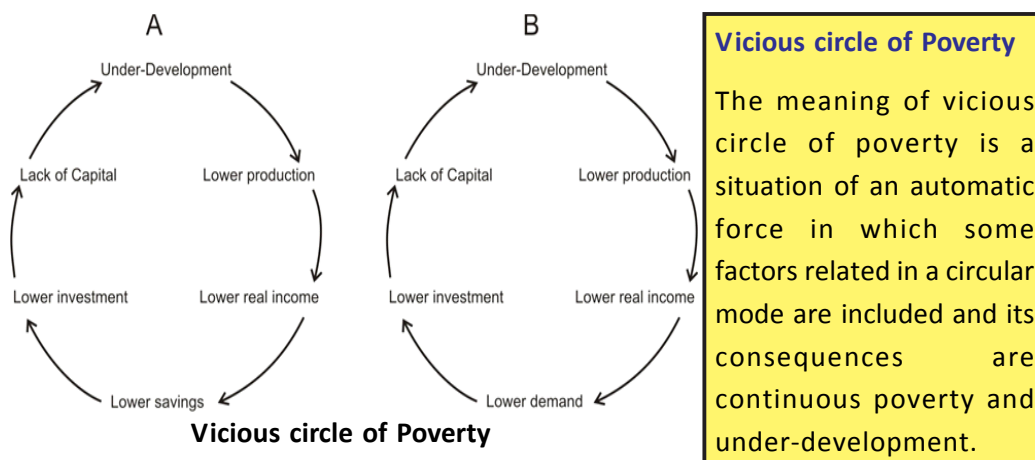 A
Under-Development
Lack of Capital
Lower production
Lower investment
Lower real income
Lower savings
B
Under-Development
Lack of Capital
Lower production
Lower investment
Lower real income
Lower demand
Vicious circle of Poverty
Vicious circle of Poverty
The meaning of vicious
circle of poverty is a
situation of an automatic
force in which some
factors related in a circular
mode are included and its
consequences are
continuous poverty and
under-development.